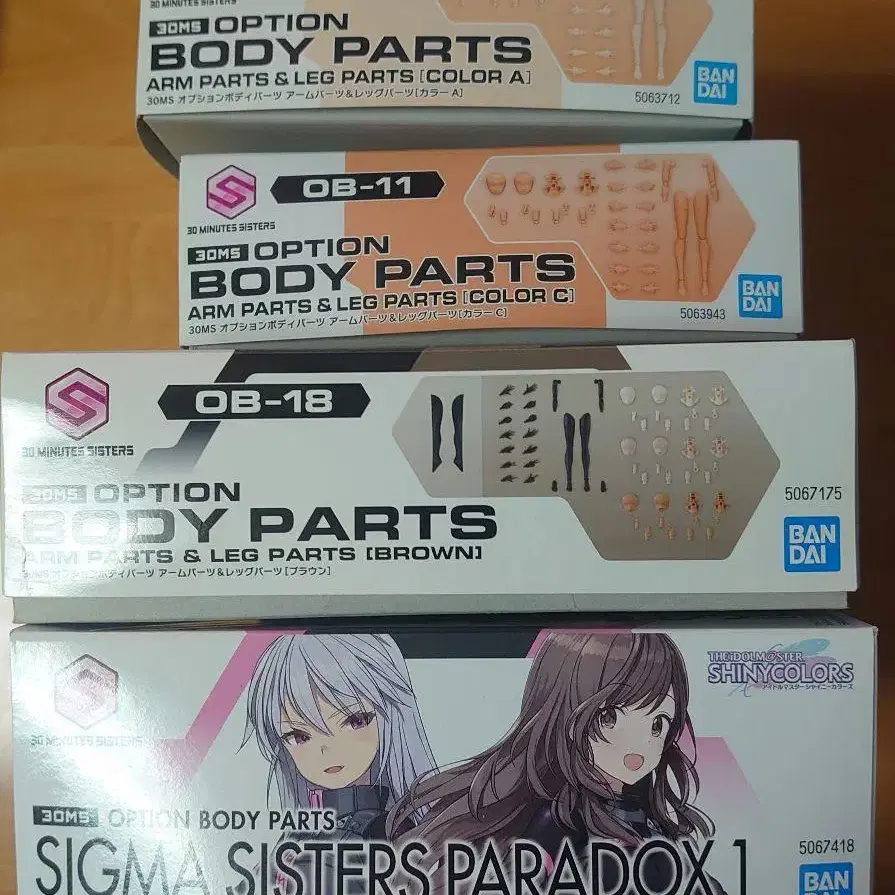 30 MINUTES SISTERS
30MS OPTION
BODY PARTS
ARM PARTS & LEG PARTS [COLOR A]
30MS オプションボディパーツ アームパーツ&レッグパーツ[カラー A]
5063712
BAN
DAI
OB-11
30 MINUTES SISTERS
30MS OPTION
BODY PARTS
ARM PARTS & LEG PARTS [COLOR C]
30MS オプションボディパーツ アームパーツ&レッグパーツ[カラー C]
5063943
BAN
DAI
OB-18
30 MINUTES SISTERS
30MS OPTION
BODY PARTS
ARM PARTS & LEG PARTS [BROWN]
30MS オプションボディパーツ アームパーツ&レッグパーツ[ブラウン]
5067175
BAN
DAI
THE IDOLM@STER
SHINYCOLORS
アイドルマスターシャイニーカラーズ
30 MINUTES SISTERS
30MS OPTION BODY PARTS
SIGMA SISTERS PARADOX 1
5067418
BAN
DAI